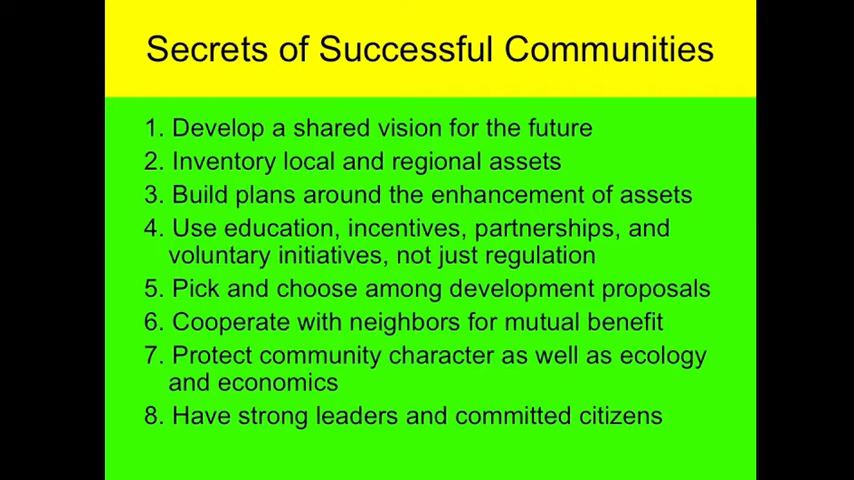 Secrets of Successful Communities
1. Develop a shared vision for the future
2. Inventory local and regional assets
3. Build plans around the enhancement of assets
4. Use education, incentives, partnerships, and
voluntary initiatives, not just regulation
5. Pick and choose among development proposals
6. Cooperate with neighbors for mutual benefit
7. Protect community character as well as ecology
and economics
8. Have strong leaders and committed citizens